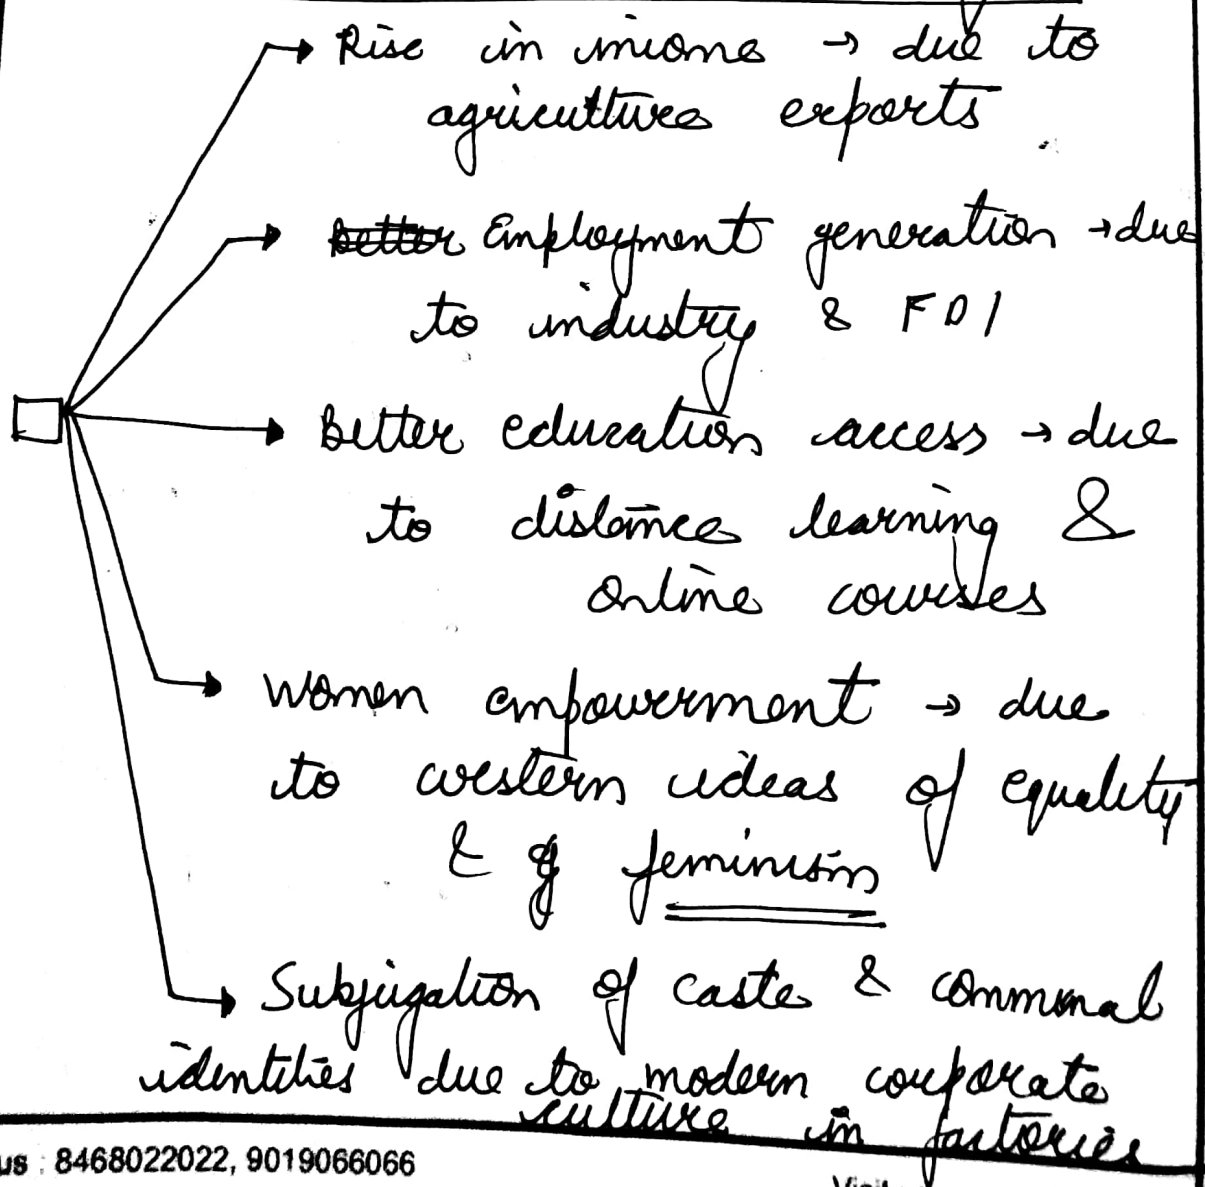 → Rise in income → due to
agriculture exports
→ ~~better~~ Employment generation → due
to industry & FDI
→ Better education access → due
to distance learning &
online courses
→ women empowerment → due
to western ideas of equality
& of feminism
→ Subjugation of caste & communal
identities due to modern corporate
culture in factories
us : 8468022022, 9019066066